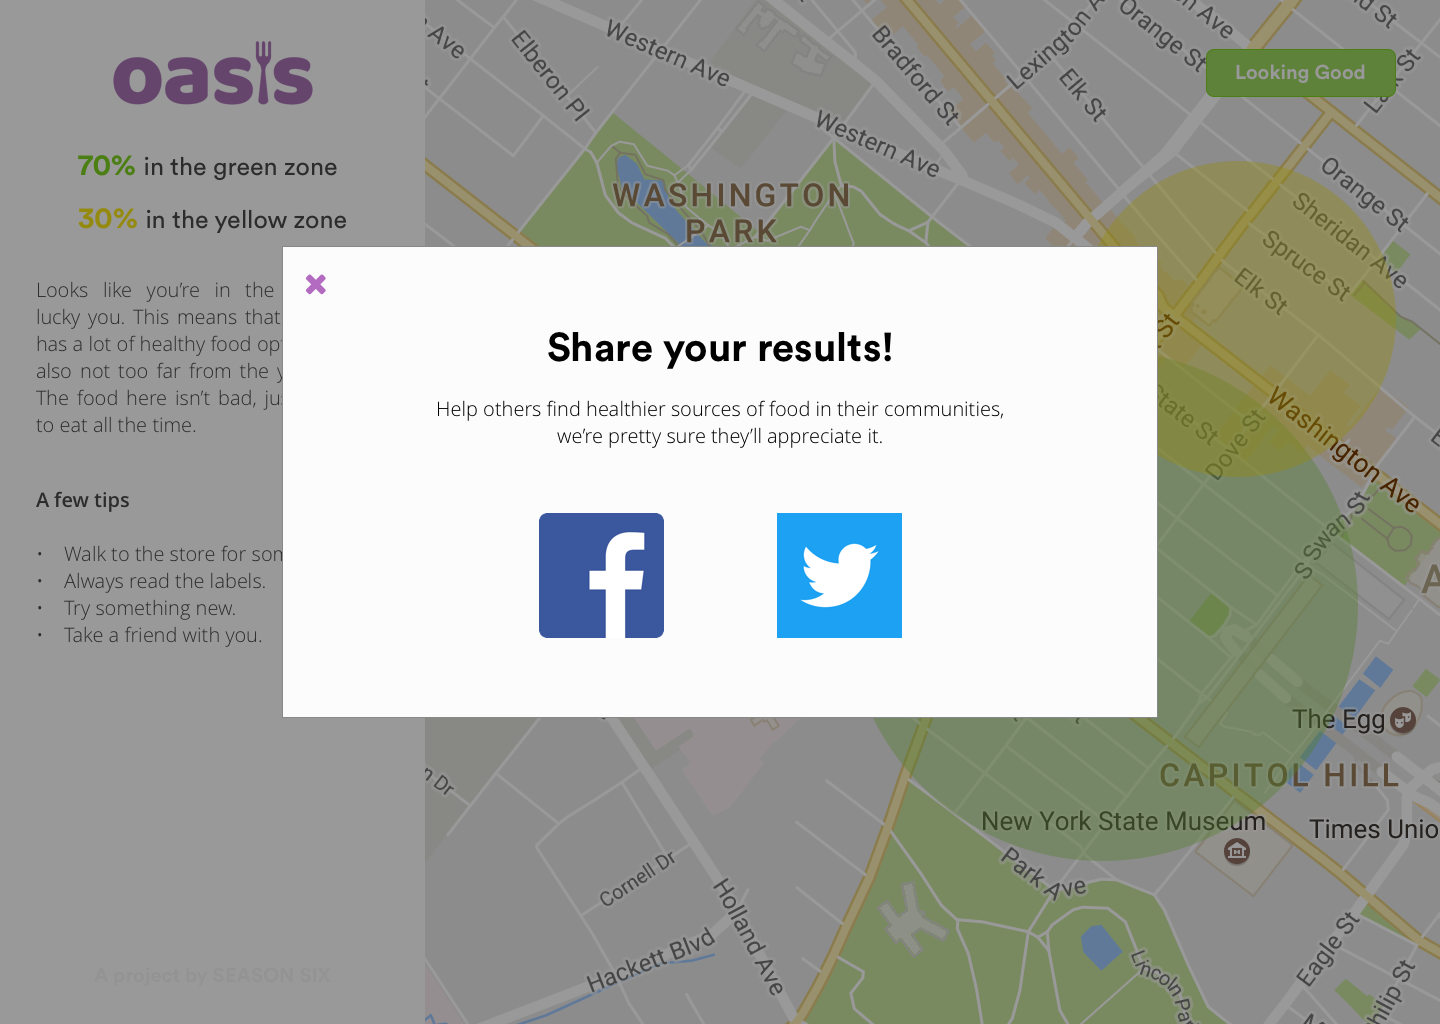 oasis
70% in the green zone
30% in the yellow zone
Looks like you're in the
lucky you. This means that
has a lot of healthy food
also not too far from the
The food here isn't bad,
to eat all the time.
A few tips
• Walk to the store for
• Always read the labels.
• Try something new.
• Take a friend with you.
A project by SEASON SIX
Looking Good
Share your results!
Help others find healthier sources of food in their communities,
we're pretty sure they'll appreciate it.
Ave
Elberon Pl
Western Ave
Bradford St
Lexington
Orange St
Ave
St
Elk St
St
Western Ave
WASHINGTON
PARK
Orange St
Sheridan Ave
Spruce St
Elk St
St
State St
Dove St
Washington Ave
S Swan St
The Egg
CAPITOL HILL
New York State Museum
Times
Dr
Cornell Dr
Park Ave
Holland Ave
Hackett Blvd
Lincoln
Eagle St
St